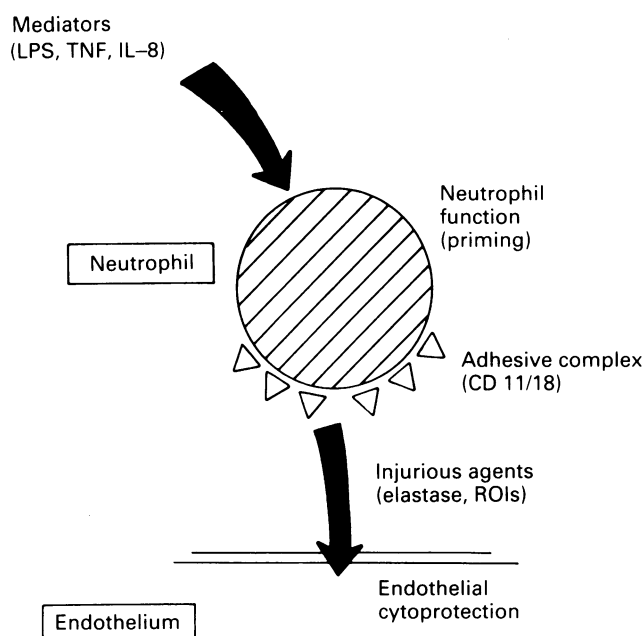 Mediators
(LPS, TNF, IL–8)
Neutrophil
function
(priming)
Neutrophil
Adhesive complex
(CD 11/18)
Injurious agents
(elastase, ROIs)
Endothelial
cytoprotection
Endothelium